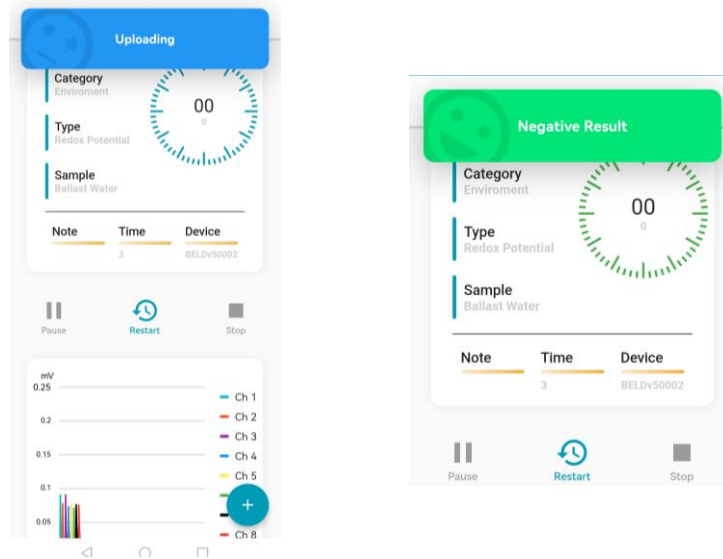 Uploading
Category
Enviroment
00
0
Type
Redox Potential
Sample
Ballast Water
Note Time Device
3 BELDv50002
Pause Restart Stop
mV
0.25
Ch 1
0.2
Ch 2
Ch 3
0.15
Ch 4
Ch 5
0.1
+
0.05
Ch 8
Negative Result
Category
Enviroment
00
0
Type
Redox Potential
Sample
Ballast Water
Note Time Device
3 BELDv50002
Pause Restart Stop